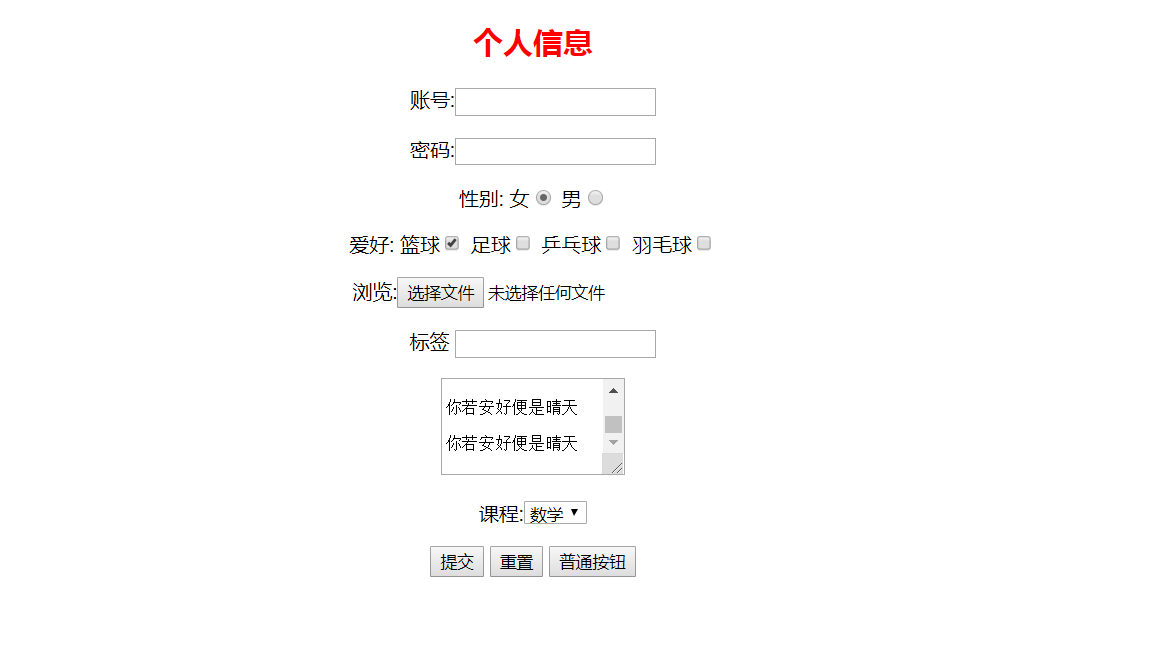 个人信息
账号:
密码:
性别: 女 男
爱好: 篮球 足球 乒乓球 羽毛球
浏览:选择文件 未选择任何文件
标签
你若安好便是晴天
你若安好便是晴天
课程:数学
提交 重置 普通按钮